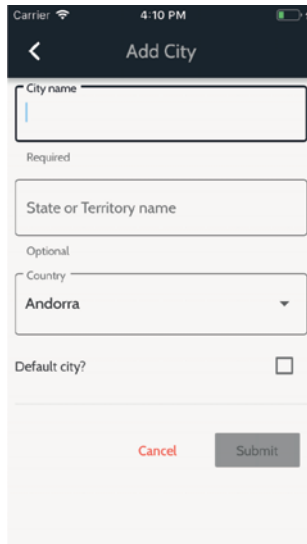 Carrier 4:10 PM
Add City
City name
Required
State or Territory name
Optional
Country
Andorra
Default city?
Cancel Submit